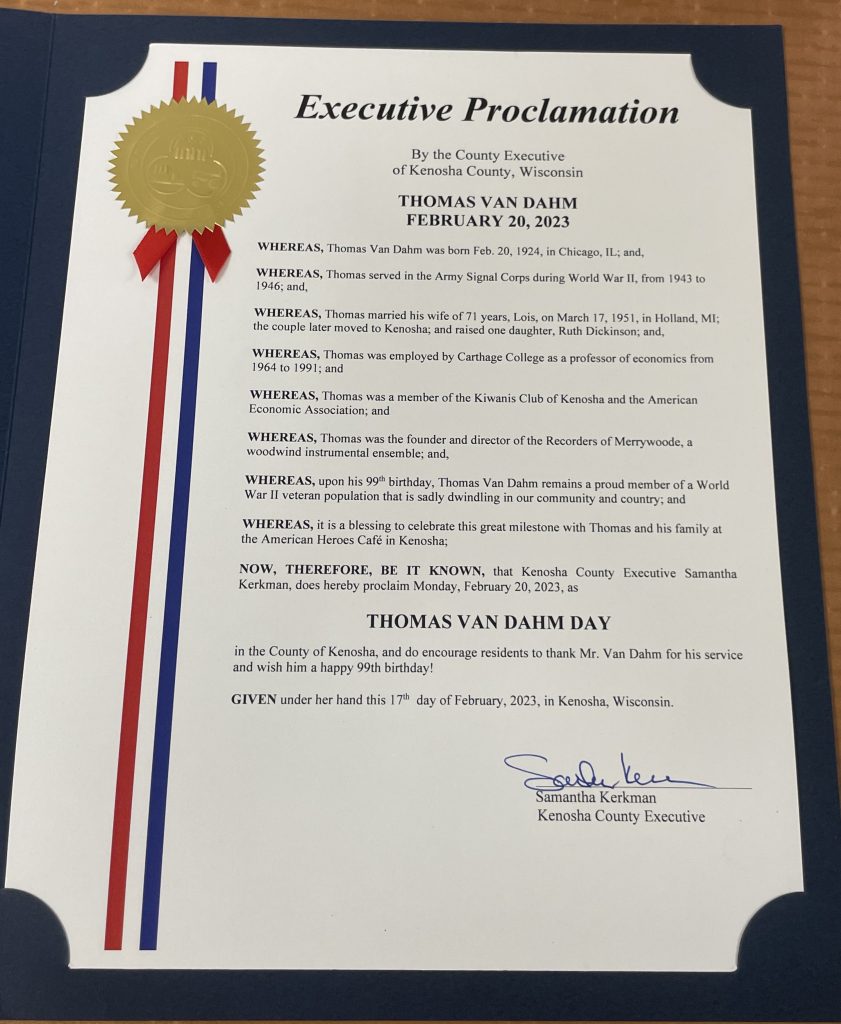 Executive Proclamation
By the County Executive
of Kenosha County, Wisconsin
THOMAS VAN DAHM
FEBRUARY 20, 2023
WHEREAS, Thomas Van Dahm was born Feb. 20, 1924, in Chicago, IL; and,
WHEREAS, Thomas served in the Army Signal Corps during World War II, from 1943 to
1946; and,
WHEREAS, Thomas married his wife of 71 years, Lois, on March 17, 1951, in Holland, MI;
the couple later moved to Kenosha; and raised one daughter, Ruth Dickinson; and,
WHEREAS, Thomas was employed by Carthage College as a professor of economics from
1964 to 1991; and
WHEREAS, Thomas was a member of the Kiwanis Club of Kenosha and the American
Economic Association; and
WHEREAS, Thomas was the founder and director of the Recorders of Merrywoode, a
woodwind instrumental ensemble; and,
WHEREAS, upon his 99th birthday, Thomas Van Dahm remains a proud member of a World
War II veteran population that is sadly dwindling in our community and country; and
WHEREAS, it is a blessing to celebrate this great milestone with Thomas and his family at
the American Heroes Café in Kenosha;
NOW, THEREFORE, BE IT KNOWN, that Kenosha County Executive Samantha
Kerkman, does hereby proclaim Monday, February 20, 2023, as
THOMAS VAN DAHM DAY
in the County of Kenosha, and do encourage residents to thank Mr. Van Dahm for his service
and wish him a happy 99th birthday!
GIVEN under her hand this 17th day of February, 2023, in Kenosha, Wisconsin.
Samantha Kerkman
Kenosha County Executive